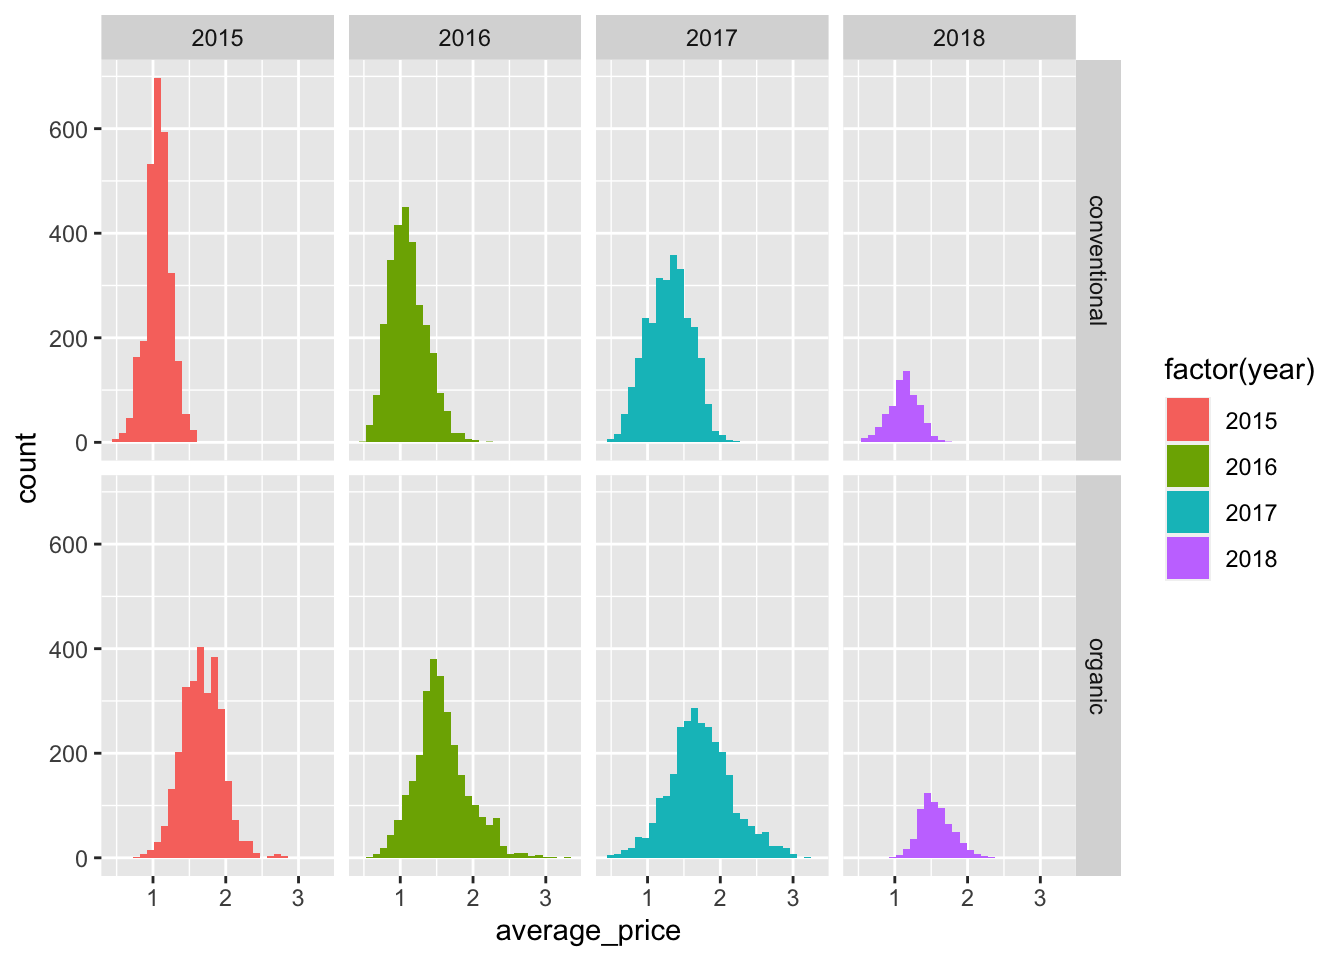 2015 2016 2017 2018
600
400
200
0
conventional
600
400
200
0
organic
1 2 3 1 2 3 1 2 3 1 2 3
average_price
count
factor(year)
2015
2016
2017
2018